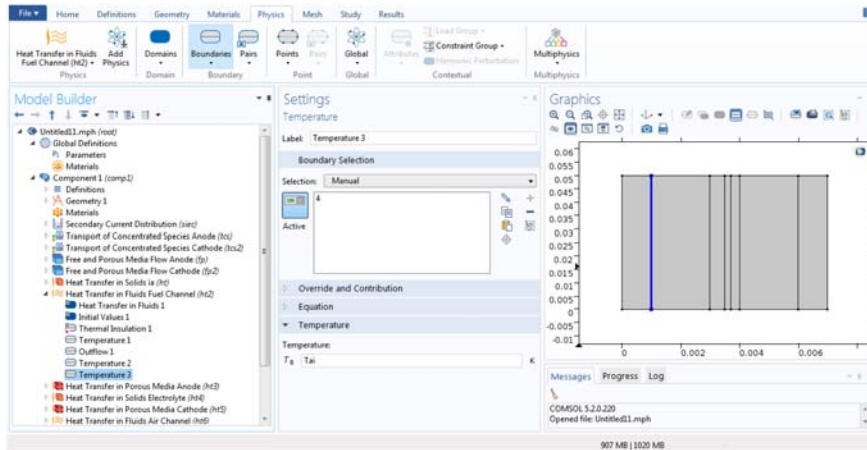 File Home Definitions Geometry Materials Physics Mesh Study Results
Heat Transfer in Fluids Fuel Channel (ht2)
Add Physics
Domains
Boundaries
Pairs
Points
Pairs
Global
Attributes
Load Group
Constraint Group
Harmonic Perturbation
Multiphysics
Physics Domain Boundary Point Global Contextual Multiphysics
Model Builder
Untitled11.mph (root)
Global Definitions
Parameters
Materials
Component 1 (comp1)
Definitions
Geometry 1
Materials
Secondary Current Distribution (siec)
Transport of Concentrated Species Anode (tcs)
Transport of Concentrated Species Cathode (tcs2)
Free and Porous Media Flow Anode (fp)
Free and Porous Media Flow Cathode (fp2)
Heat Transfer in Solids ia (ht)
Heat Transfer in Fluids Fuel Channel (ht2)
Heat Transfer in Fluids 1
Initial Values 1
Thermal Insulation 1
Temperature 1
Outflow 1
Temperature 2
Temperature 3
Heat Transfer in Porous Media Anode (ht3)
Heat Transfer in Solids Electrolyte (ht4)
Heat Transfer in Porous Media Cathode (ht5)
Heat Transfer in Fluids Air Channel (ht6)
Settings
Temperature
Label: Temperature 3
Boundary Selection
Selection: Manual
4
Active
Override and Contribution
Equation
Temperature
Temperature:
T0 Tai K
Graphics
0.06
0.055
0.05
0.045
0.04
0.035
0.03
0.025
0.02
0.015
0.01
0.005
0
-0.005
-0.01
0 0.002 0.004 0.006
Messages Progress Log
COMSOL 5.2.0.220
Opened file: Untitled11.mph
907 MB | 1020 MB